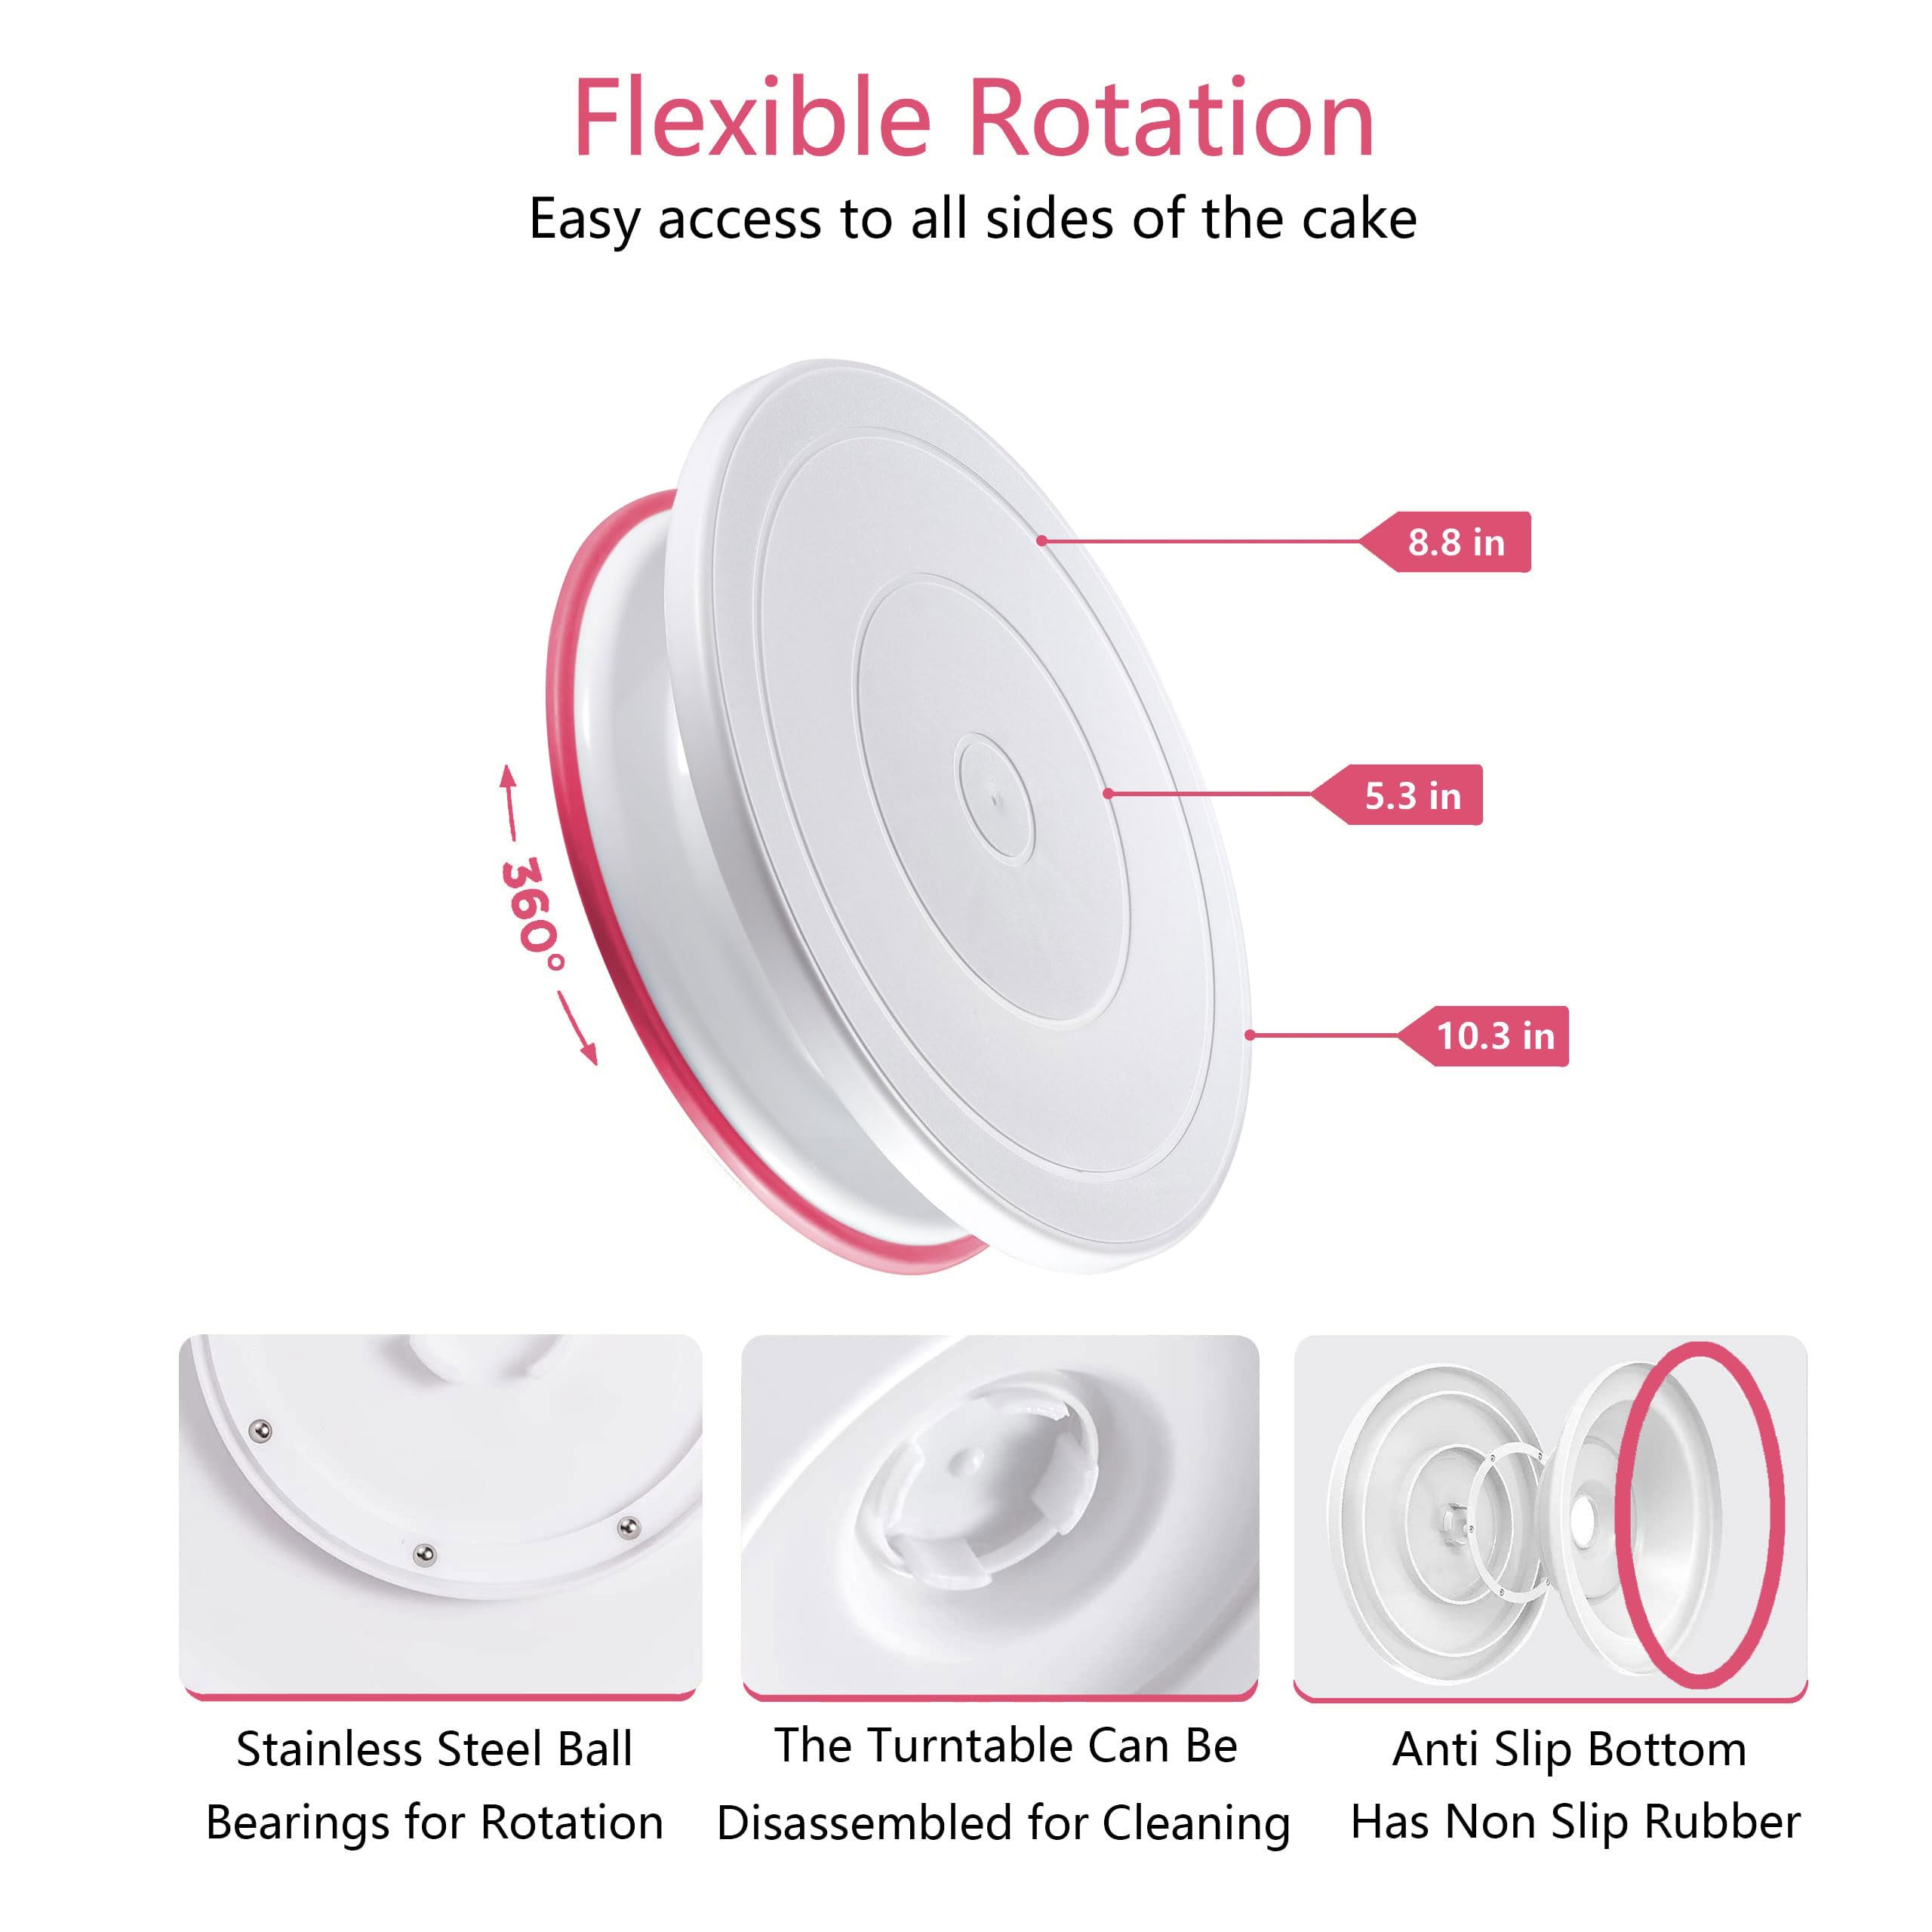 Flexible Rotation
Easy access to all sides of the cake
8.8 in
5.3 in
360°
10.3 in
Stainless Steel Ball
Bearings for Rotation
The Turntable Can Be
Disassembled for Cleaning
Anti Slip Bottom
Has Non Slip Rubber